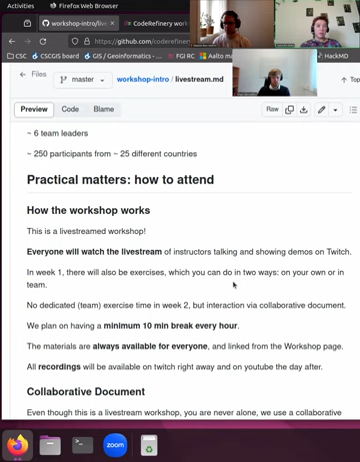 Activities
Firefox Web Browser
workshop-intro/live
CodeRefinery work
https://github.com/coderefiner
CSC
CSCGIS board
GIS / Geoinformatics -...
FGI RC
HackMD
Files
master
workshop-intro / livestream.md
Top
Preview
Code
Blame
Raw
~ 6 team leaders
~ 250 participants from ~ 25 different countries
Practical matters: how to attend
How the workshop works
This is a livestreamed workshop!
Everyone will watch the livestream of instructors talking and showing demos on Twitch.
In week 1, there will also be exercises, which you can do in two ways: on your own or in
team.
No dedicated (team) exercise time in week 2, but interaction via collaborative document.
We plan on having a minimum 10 min break every hour.
The materials are always available for everyone, and linked from the Workshop page.
All recordings will be available on twitch right away and on youtube the day after.
Collaborative Document
Even though this is a livestream workshop, you are never alone, we use a collaborative
zoom